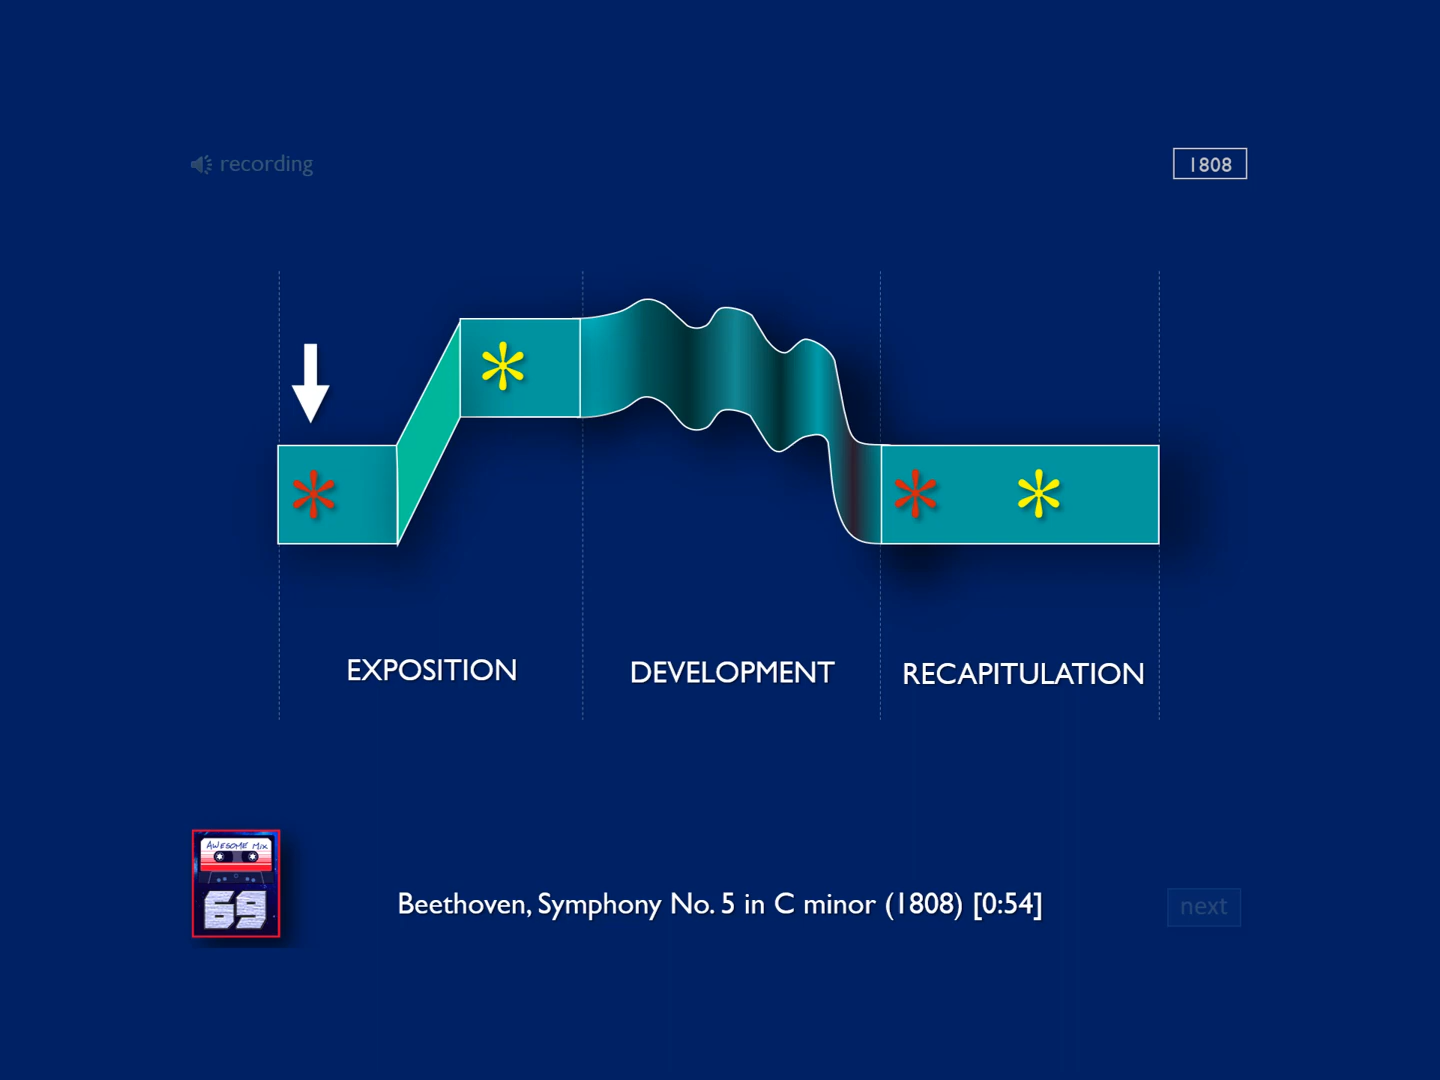 recording
1808
EXPOSITION
DEVELOPMENT
RECAPITULATION
AWESOME MIX
69
Beethoven, Symphony No. 5 in C minor (1808) [0:54]
next